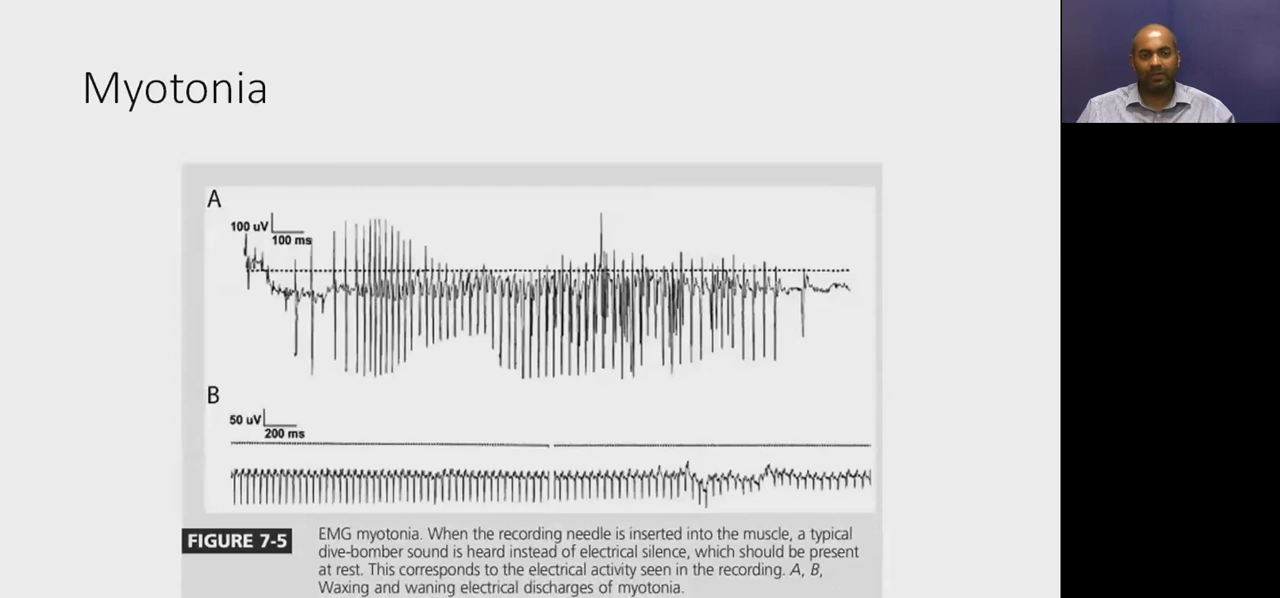 Myotonia
A
100 uV
100 ms
B
50 uV
200 ms
FIGURE 7-5
EMG myotonia. When the recording needle is inserted into the muscle, a typical
dive-bomber sound is heard instead of electrical silence, which should be present
at rest. This corresponds to the electrical activity seen in the recording. A, B,
Waxing and waning electrical discharges of myotonia.